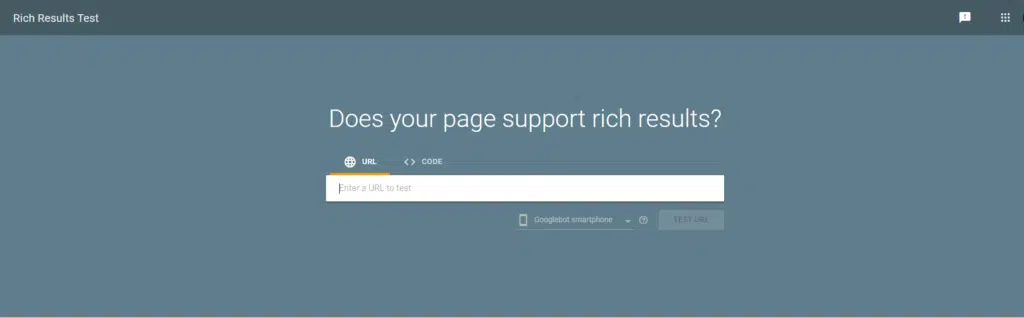 Rich Results Test
Does your page support rich results?
URL
CODE
Enter a URL to test
Googlebot smartphone
TEST URL